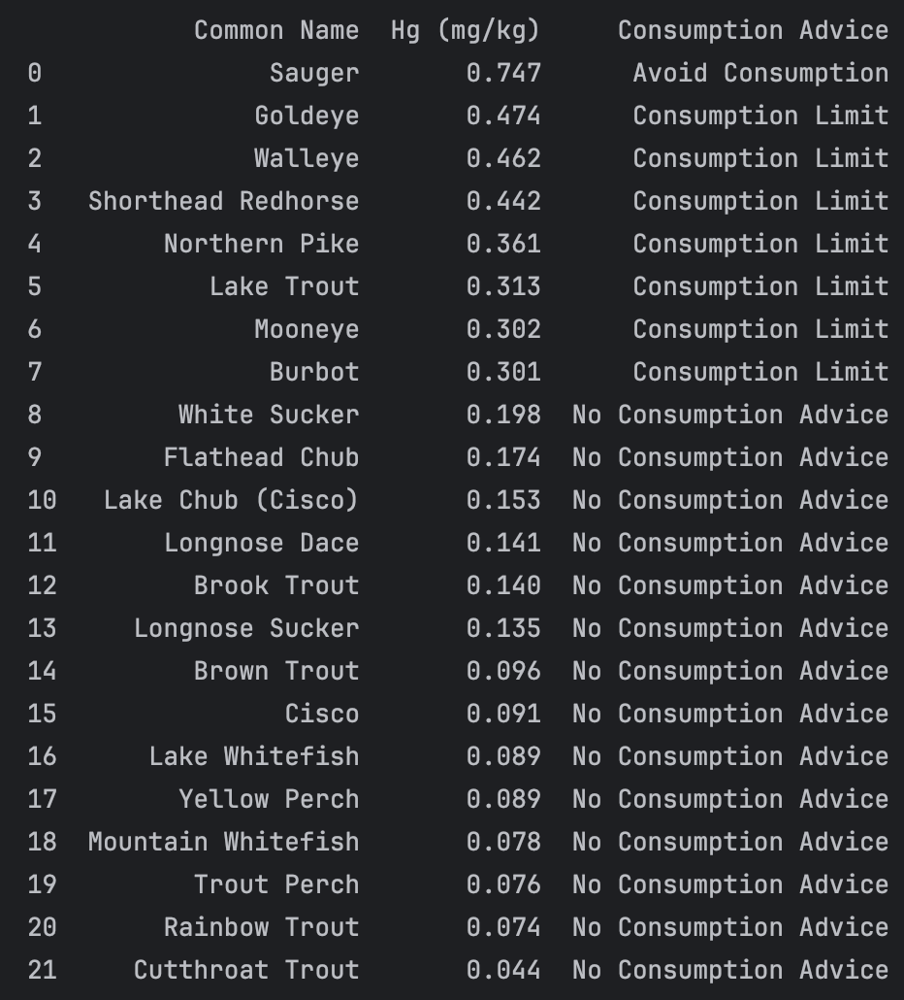 Common Name Hg (mg/kg) Consumption Advice
0 Sauger 0.747 Avoid Consumption
1 Goldeye 0.474 Consumption Limit
2 Walleye 0.462 Consumption Limit
3 Shorthead Redhorse 0.442 Consumption Limit
4 Northern Pike 0.361 Consumption Limit
5 Lake Trout 0.313 Consumption Limit
6 Mooneye 0.302 Consumption Limit
7 Burbot 0.301 Consumption Limit
8 White Sucker 0.198 No Consumption Advice
9 Flathead Chub 0.174 No Consumption Advice
10 Lake Chub (Cisco) 0.153 No Consumption Advice
11 Longnose Dace 0.141 No Consumption Advice
12 Brook Trout 0.140 No Consumption Advice
13 Longnose Sucker 0.135 No Consumption Advice
14 Brown Trout 0.096 No Consumption Advice
15 Cisco 0.091 No Consumption Advice
16 Lake Whitefish 0.089 No Consumption Advice
17 Yellow Perch 0.089 No Consumption Advice
18 Mountain Whitefish 0.078 No Consumption Advice
19 Trout Perch 0.076 No Consumption Advice
20 Rainbow Trout 0.074 No Consumption Advice
21 Cutthroat Trout 0.044 No Consumption Advice